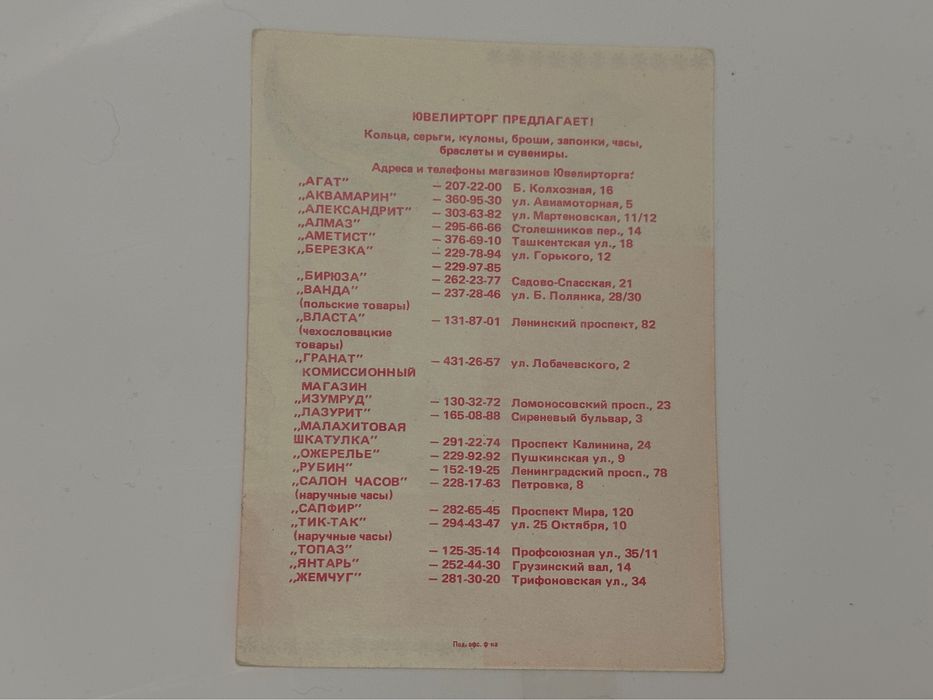 ЮВЕЛИРТОРГ ПРЕДЛАГАЕТ!
Кольца, серьги, кулоны, броши, запонки, часы,
браслеты и сувениры.
Адреса и телефоны магазинов Ювелирторга:
„АГАТ” — 207-22-00 Б. Колхозная, 16
„АКВАМАРИН” — 360-95-30 ул. Авиамоторная, 5
„АЛЕКСАНДРИТ” — 303-63-82 ул. Мартеновская, 11/12
„АЛМАЗ” — 295-66-66 Столешников пер., 14
„АМЕТИСТ” — 376-69-10 Ташкентская ул., 18
„БЕРЕЗКА” — 229-78-94 ул. Горького, 12
— 229-97-85
„БИРЮЗА” — 262-23-77 Садово-Спасская, 21
„ВАНДА” — 237-28-46 ул. Б. Полянка, 28/30
(польские товары)
„ВЛАСТА” — 131-87-01 Ленинский проспект, 82
(чехословацкие
товары)
„ГРАНАТ” — 431-26-57 ул. Лобачевского, 2
КОМИССИОННЫЙ
МАГАЗИН
„ИЗУМРУД” — 130-32-72 Ломоносовский просп., 23
„ЛАЗУРИТ” — 165-08-88 Сиреневый бульвар, 3
„МАЛАХИТОВАЯ
ШКАТУЛКА” — 291-22-74 Проспект Калинина, 24
„ОЖЕРЕЛЬЕ” — 229-92-92 Пушкинская ул., 9
„РУБИН” — 152-19-25 Ленинградский просп., 78
„САЛОН ЧАСОВ” — 228-17-63 Петровка, 8
(наручные часы)
„САПФИР” — 282-65-45 Проспект Мира, 120
„ТИК-ТАК” — 294-43-47 ул. 25 Октября, 10
(наручные часы)
„ТОПАЗ” — 125-35-14 Профсоюзная ул., 35/11
„ЯНТАРЬ” — 252-44-30 Грузинский вал, 14
„ЖЕМЧУГ” — 281-30-20 Трифоновская ул., 34
Под. офс. ф-ка